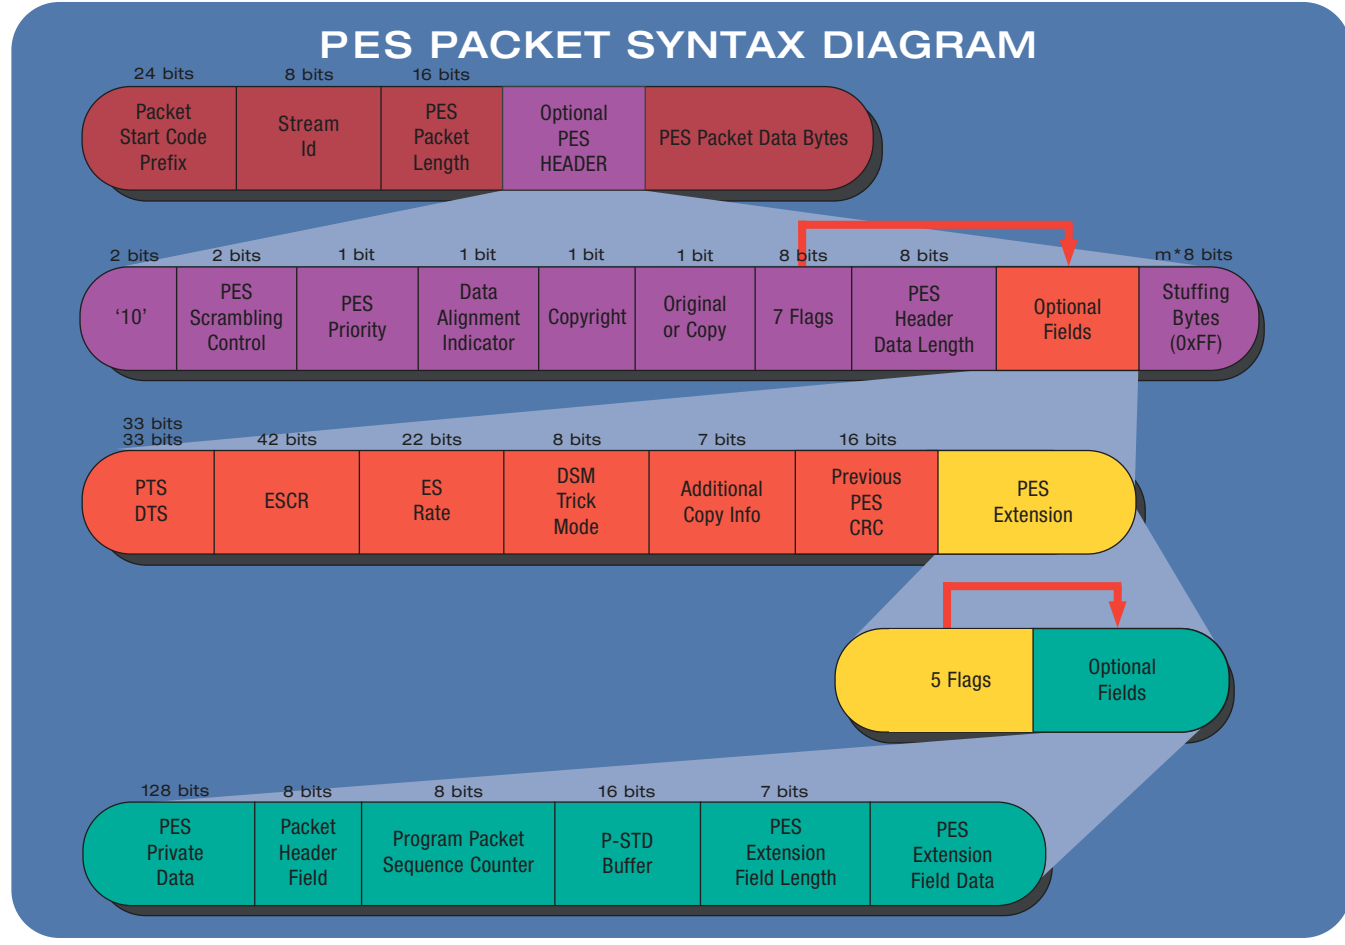 PES PACKET SYNTAX DIAGRAM
24 bits
8 bits
16 bits
Packet
Start Code
Prefix
Stream
Id
PES
Packet
Length
Optional
PES
HEADER
PES Packet Data Bytes
2 bits
2 bits
1 bit
1 bit
1 bit
1 bit
8 bits
8 bits
m*8 bits
‘10’
PES
Scrambling
Control
PES
Priority
Data
Alignment
Indicator
Copyright
Original
or Copy
7 Flags
PES
Header
Data Length
Optional
Fields
Stuffing
Bytes
(0xFF)
33 bits
33 bits
42 bits
22 bits
8 bits
7 bits
16 bits
PTS
DTS
ESCR
ES
Rate
DSM
Trick
Mode
Additional
Copy Info
Previous
PES
CRC
PES
Extension
5 Flags
Optional
Fields
128 bits
8 bits
8 bits
16 bits
7 bits
PES
Private
Data
Packet
Header
Field
Program Packet
Sequence Counter
P-STD
Buffer
PES
Extension
Field Length
PES
Extension
Field Data